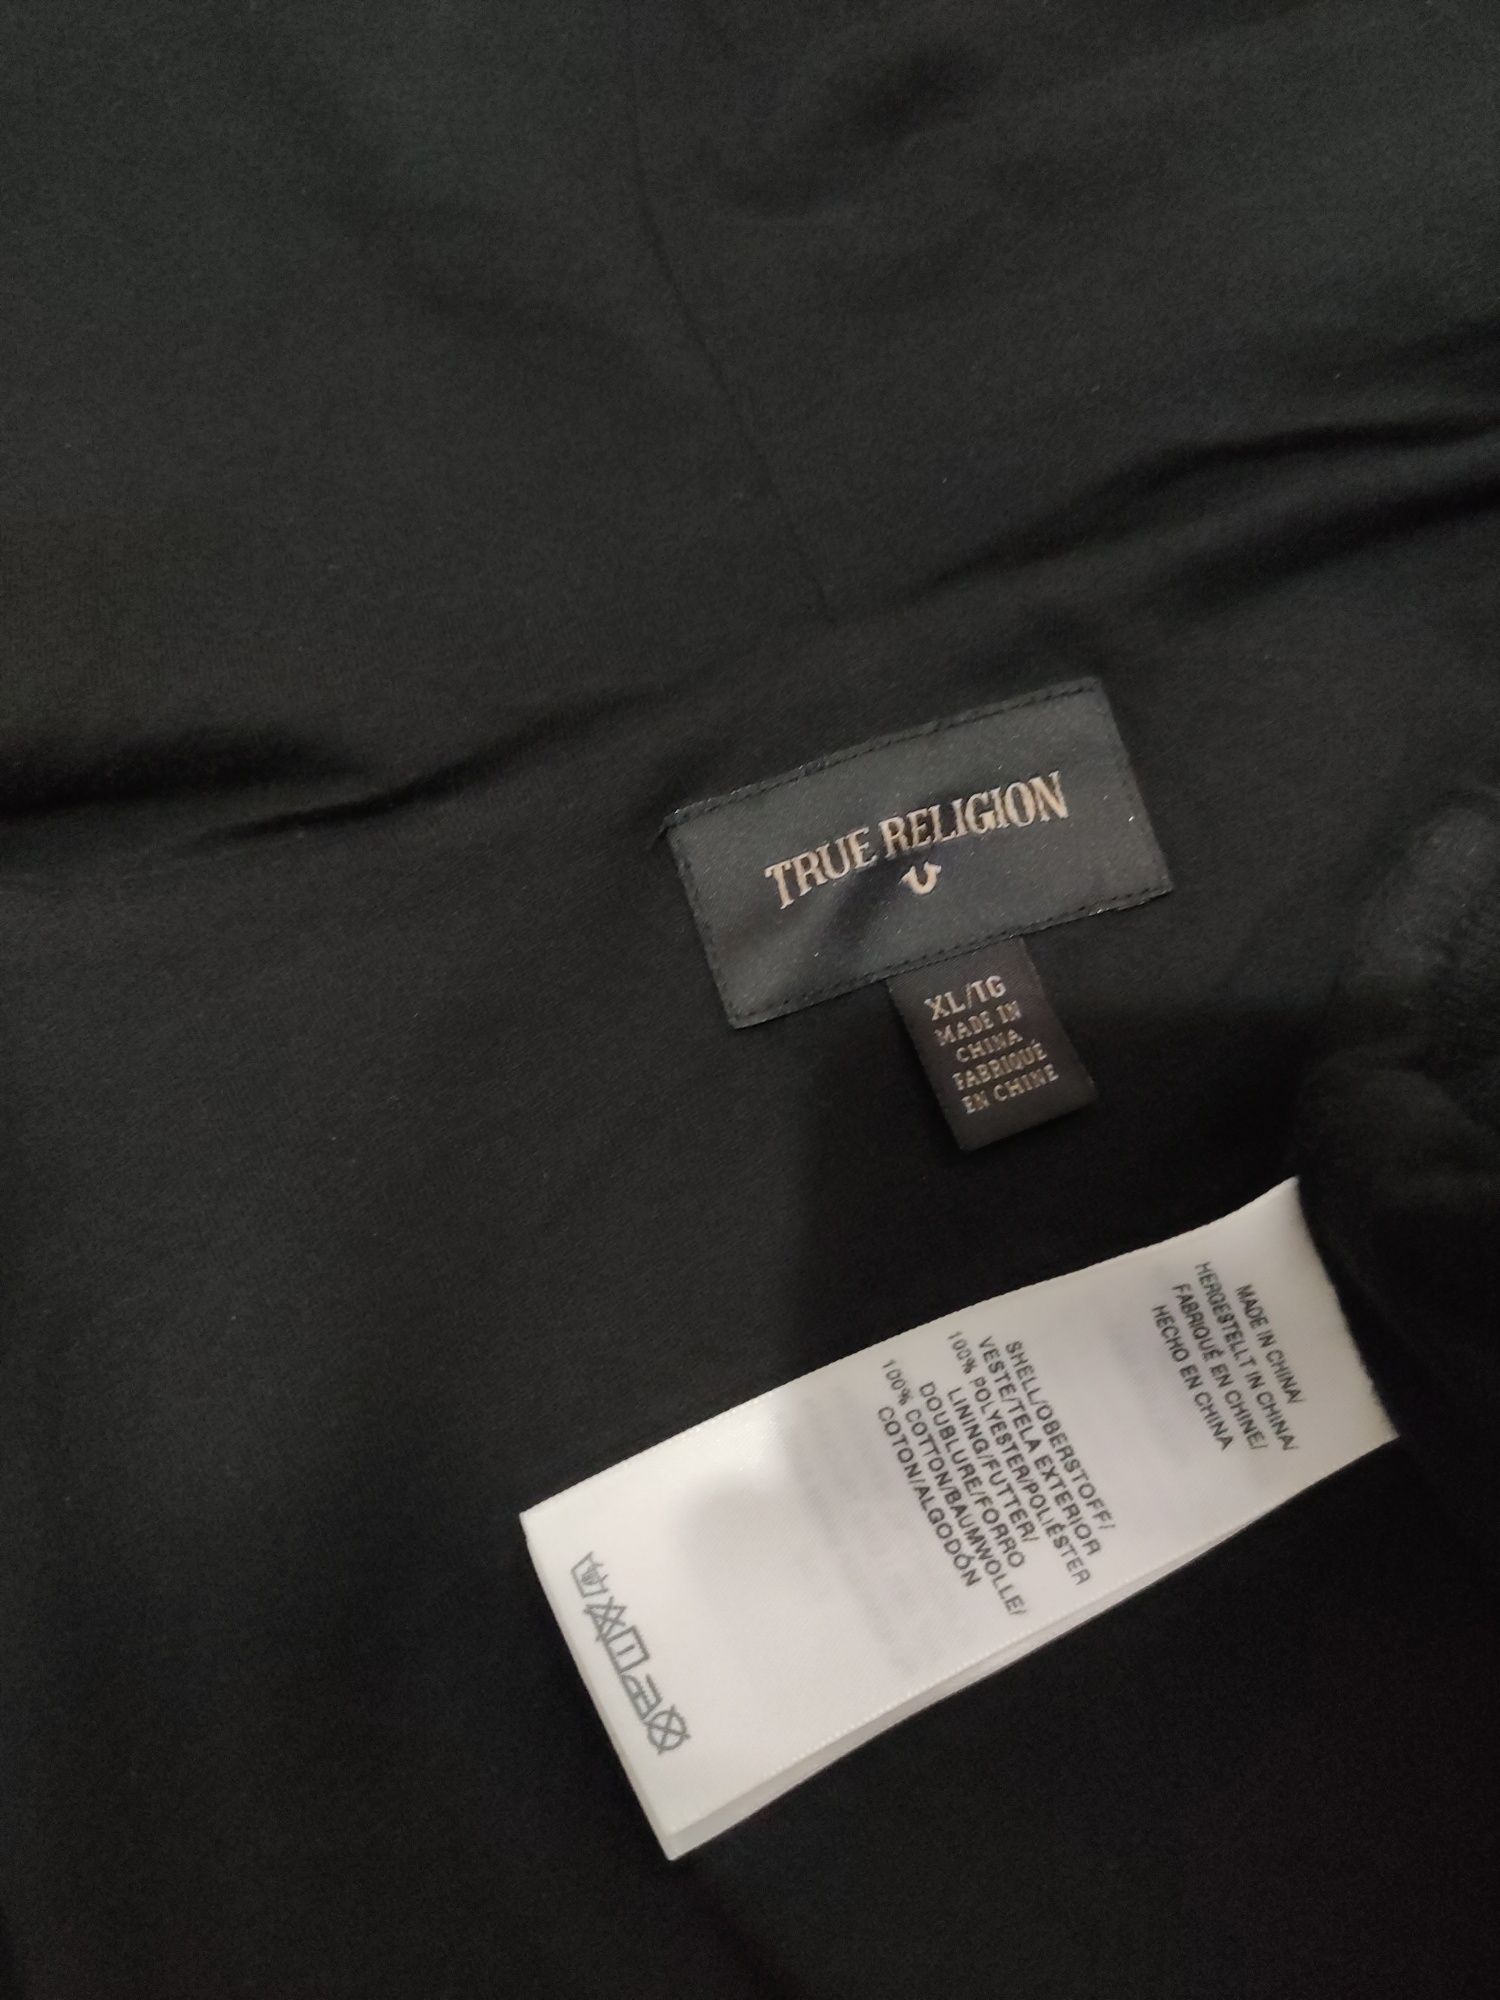 TRUE RELIGION
XL/TG
MADE IN
CHINA
FABRIQUÉ
EN CHINE
MADE IN CHINA/
HERGESTELLT IN CHINA/
FABRIQUÉ EN CHINE/
HECHO EN CHINA
SHELL/OBERSTOFF/
VESTE/TELA EXTERIOR
100% POLYESTER/POLIÉSTER
LINING/FUTTER/
DOUBLURE/FORRO
100% COTTON/BAUMWOLLE/
COTON/ALGODÓN